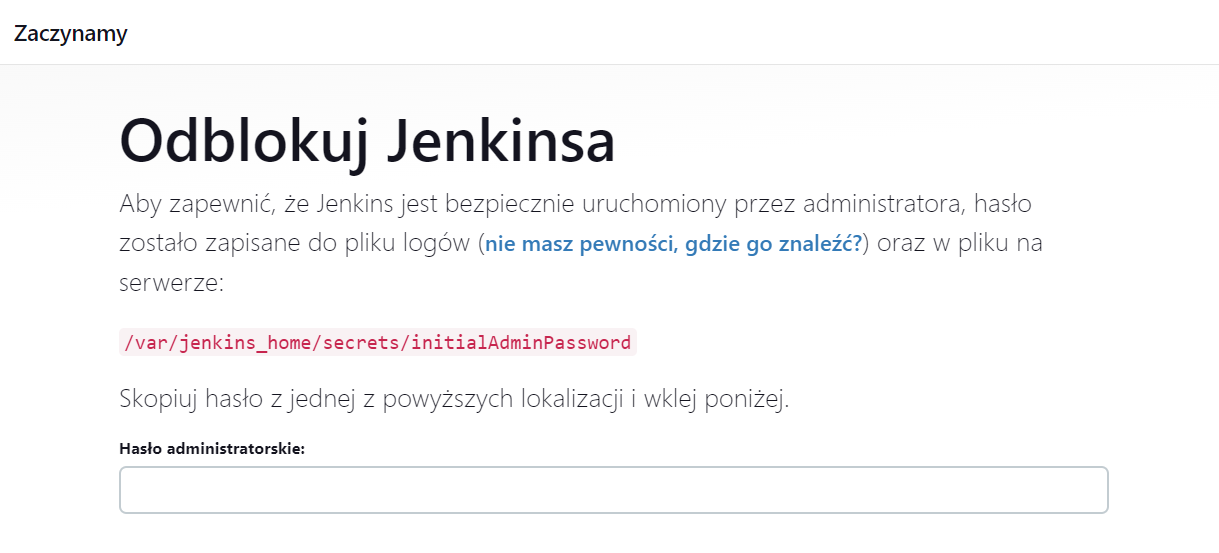 Zaczynamy
Odblokuj Jenkinsa
Aby zapewnić, że Jenkins jest bezpiecznie uruchomiony przez administratora, hasło
zostało zapisane do pliku logów (nie masz pewności, gdzie go znaleźć?) oraz w pliku na
serwerze:
/var/jenkins_home/secrets/initialAdminPassword
Skopiuj hasło z jednej z powyższych lokalizacji i wklej poniżej.
Hasło administratorskie: